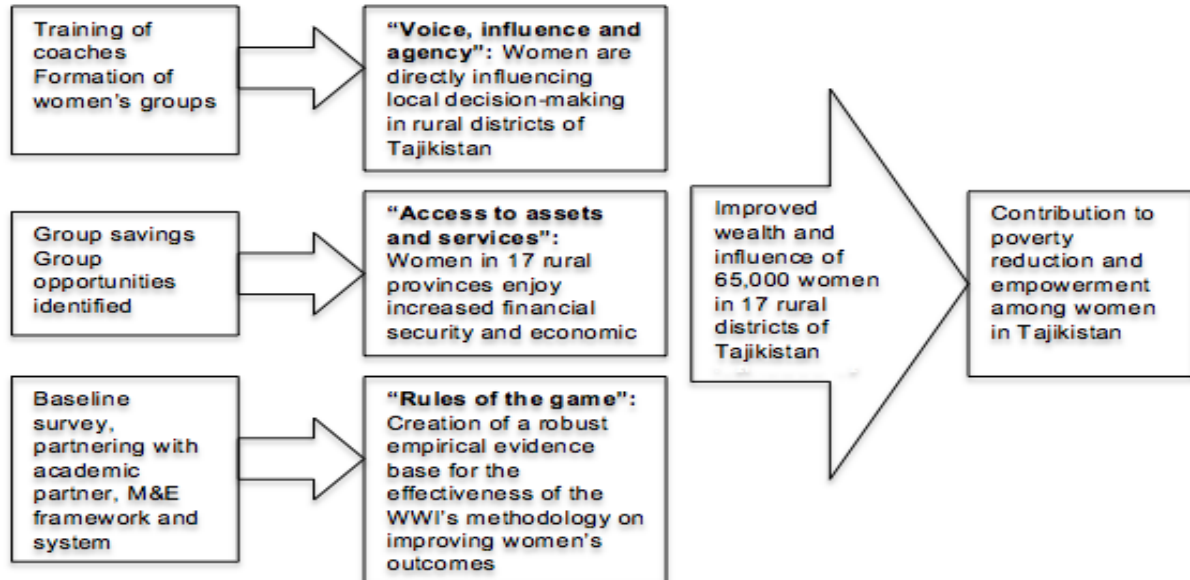 Training of
coaches
Formation of
women's groups
“Voice, influence and
agency”: Women are
directly influencing
local decision-making
in rural districts of
Tajikistan
Group savings
Group
opportunities
identified
“Access to assets
and services”:
Women in 17 rural
provinces enjoy
increased financial
security and economic
Baseline
survey,
partnering with
academic
partner, M&E
framework and
system
“Rules of the game”:
Creation of a robust
empirical evidence
base for the
effectiveness of the
WWI's methodology on
improving women's
outcomes
Improved
wealth and
influence of
65,000 women
in 17 rural
districts of
Tajikistan
Contribution to
poverty
reduction and
empowerment
among women
in Tajikistan